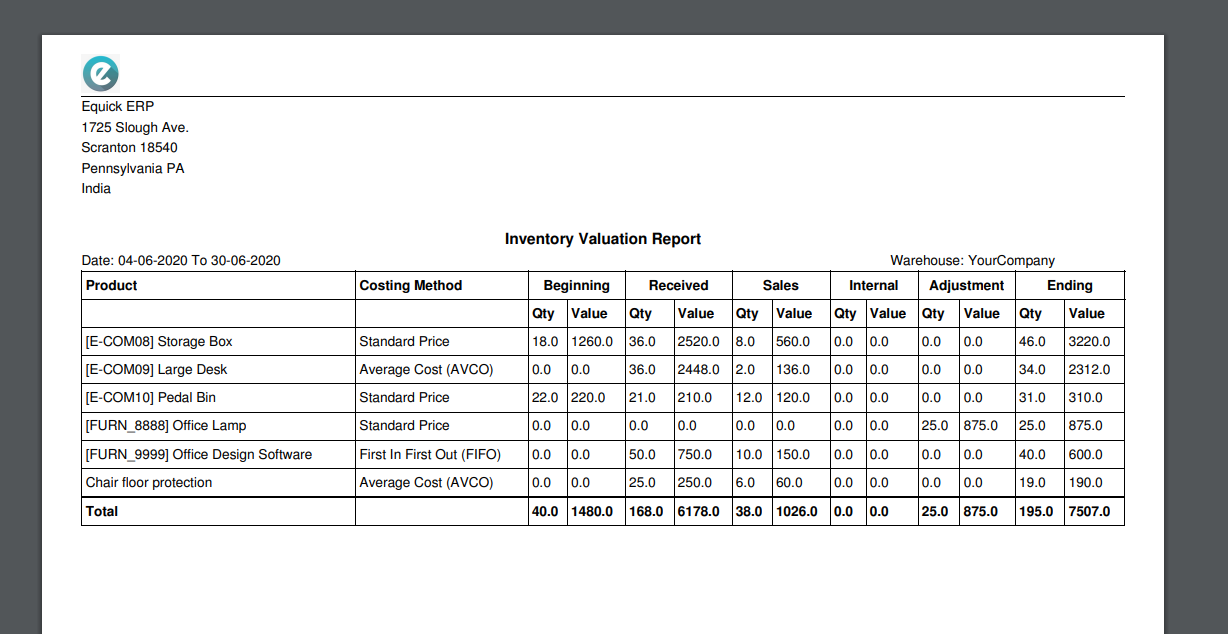 Equick ERP
1725 Slough Ave.
Scranton 18540
Pennsylvania PA
India
Inventory Valuation Report
Date: 04-06-2020 To 30-06-2020 Warehouse: YourCompany
Product Costing Method Beginning Received Sales Internal Adjustment Ending
Qty Value Qty Value Qty Value Qty Value Qty Value Qty Value
[E-COM08] Storage Box Standard Price 18.0 1260.0 36.0 2520.0 8.0 560.0 0.0 0.0 0.0 0.0 46.0 3220.0
[E-COM09] Large Desk Average Cost (AVCO) 0.0 0.0 36.0 2448.0 2.0 136.0 0.0 0.0 0.0 0.0 34.0 2312.0
[E-COM10] Pedal Bin Standard Price 22.0 220.0 21.0 210.0 12.0 120.0 0.0 0.0 0.0 0.0 31.0 310.0
[FURN_8888] Office Lamp Standard Price 0.0 0.0 0.0 0.0 0.0 0.0 0.0 0.0 25.0 875.0 25.0 875.0
[FURN_9999] Office Design Software First In First Out (FIFO) 0.0 0.0 50.0 750.0 10.0 150.0 0.0 0.0 0.0 0.0 40.0 600.0
Chair floor protection Average Cost (AVCO) 0.0 0.0 25.0 250.0 6.0 60.0 0.0 0.0 0.0 0.0 19.0 190.0
Total 40.0 1480.0 168.0 6178.0 38.0 1026.0 0.0 0.0 25.0 875.0 195.0 7507.0